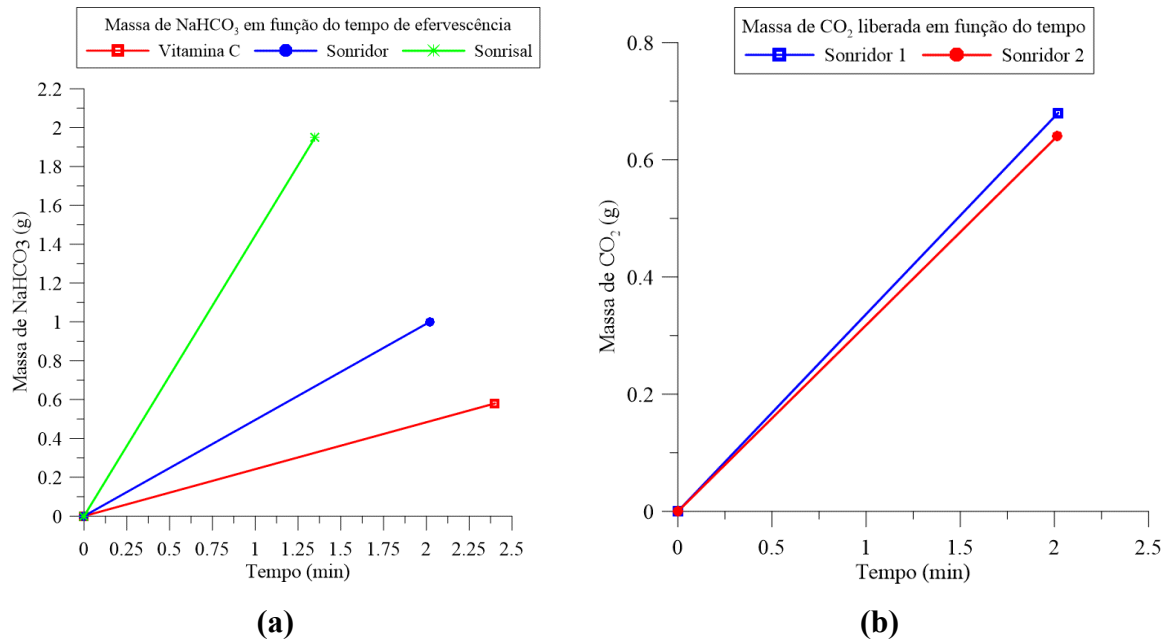 Massa de NaHCO₃ em função do tempo de efervescência
Vitamina C Sonridor Sonrisal
2.2
2
1.8
1.6
1.4
1.2
1
0.8
0.6
0.4
0.2
0
Massa de NaHCO3 (g)
0 0.25 0.5 0.75 1 1.25 1.5 1.75 2 2.25 2.5
Tempo (min)
(a)
Massa de CO₂ liberada em função do tempo
Sonridor 1 Sonridor 2
0.8
0.6
0.4
0.2
0
Massa de CO₂ (g)
0 0.5 1 1.5 2 2.5
Tempo (min)
(b)